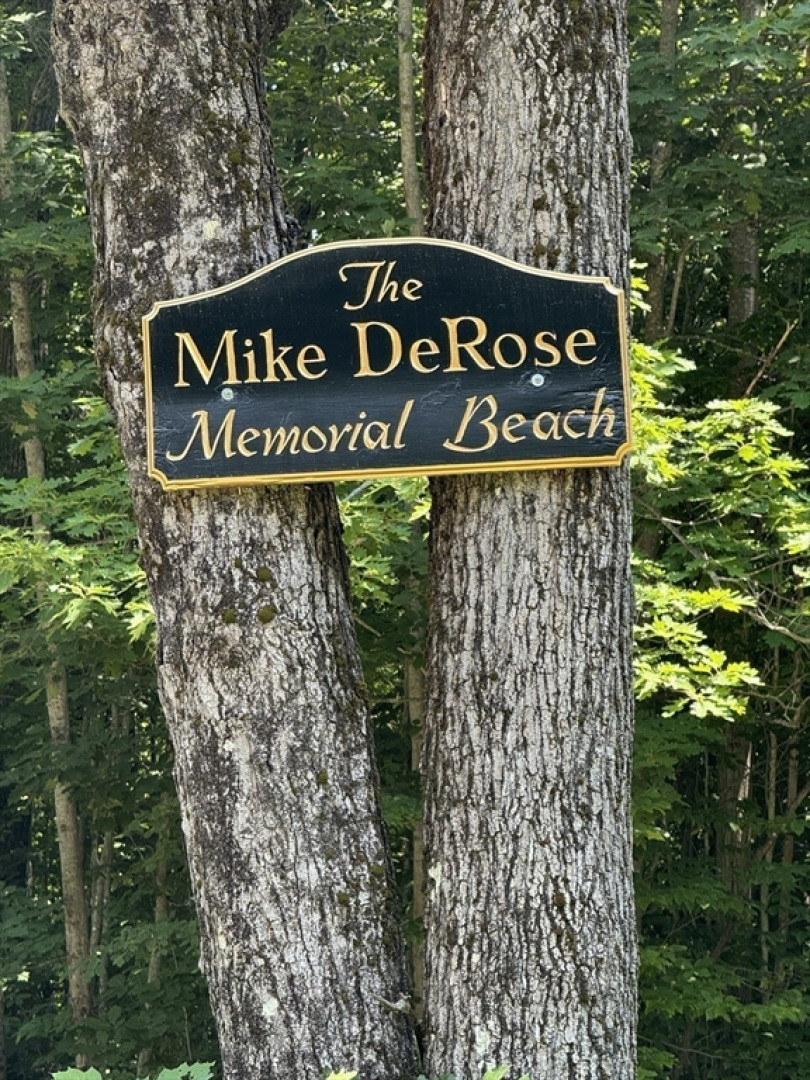 The
Mike DeRose
Memorial Beach